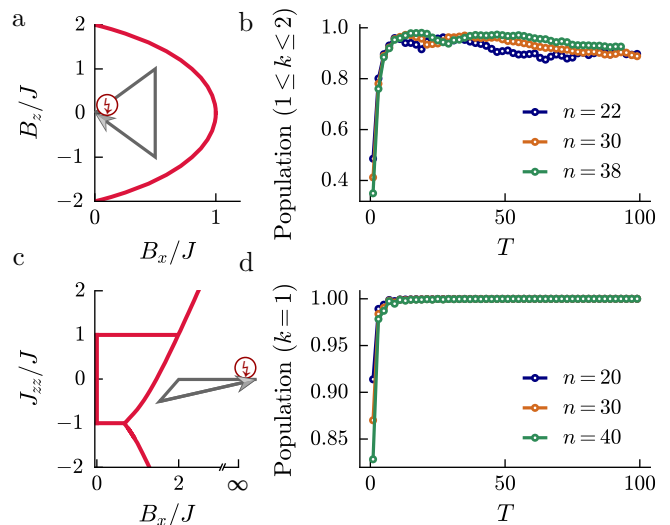 a
B_z/J
2
1
0
−1
−2
0
1
B_x/J
b
Population (1 ≤ k ≤ 2)
1.0
0.8
0.6
0.4
n = 22
n = 30
n = 38
0
50
100
T
c
J_zz/J
2
1
0
−1
−2
0
2
∞
B_x/J
d
Population (k = 1)
1.00
0.95
0.90
0.85
n = 20
n = 30
n = 40
0
50
100
T